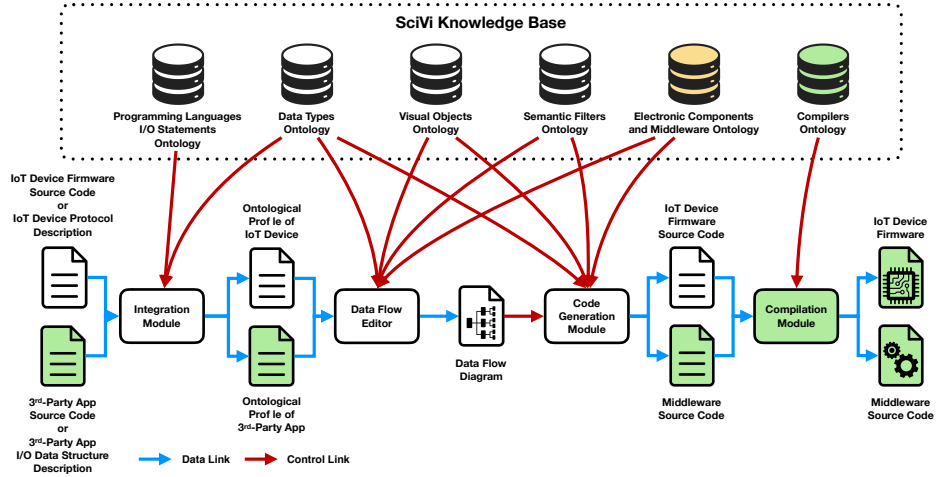 SciVi Knowledge Base
Programming Languages
I/O Statements
Ontology
Data Types
Ontology
Visual Objects
Ontology
Semantic Filters
Ontology
Electronic Components
and Middleware Ontology
Compilers
Ontology
IoT Device Firmware
Source Code
or
IoT Device Protocol
Description
Ontological
Prof le of
IoT Device
IoT Device
Firmware
Source Code
IoT Device
Firmware
Integration
Module
Data Flow
Editor
Code
Generation
Module
Compilation
Module
Data Flow
Diagram
3rd-Party App
Source Code
or
3rd-Party App
I/O Data Structure
Description
Ontological
Prof le of
3rd-Party App
Middleware
Source Code
Middleware
Source Code
Data Link
Control Link